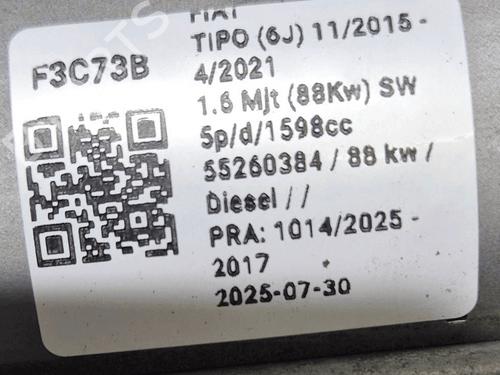 FIAT
TIPO (6J) 11/2015 -
4/2021
1.6 Mjt (88Kw) SW
5p/d/1598cc
55260384 / 88 kw /
Diesel / /
PRA: 1014/2025 -
2017
2025-07-30
F3C73B